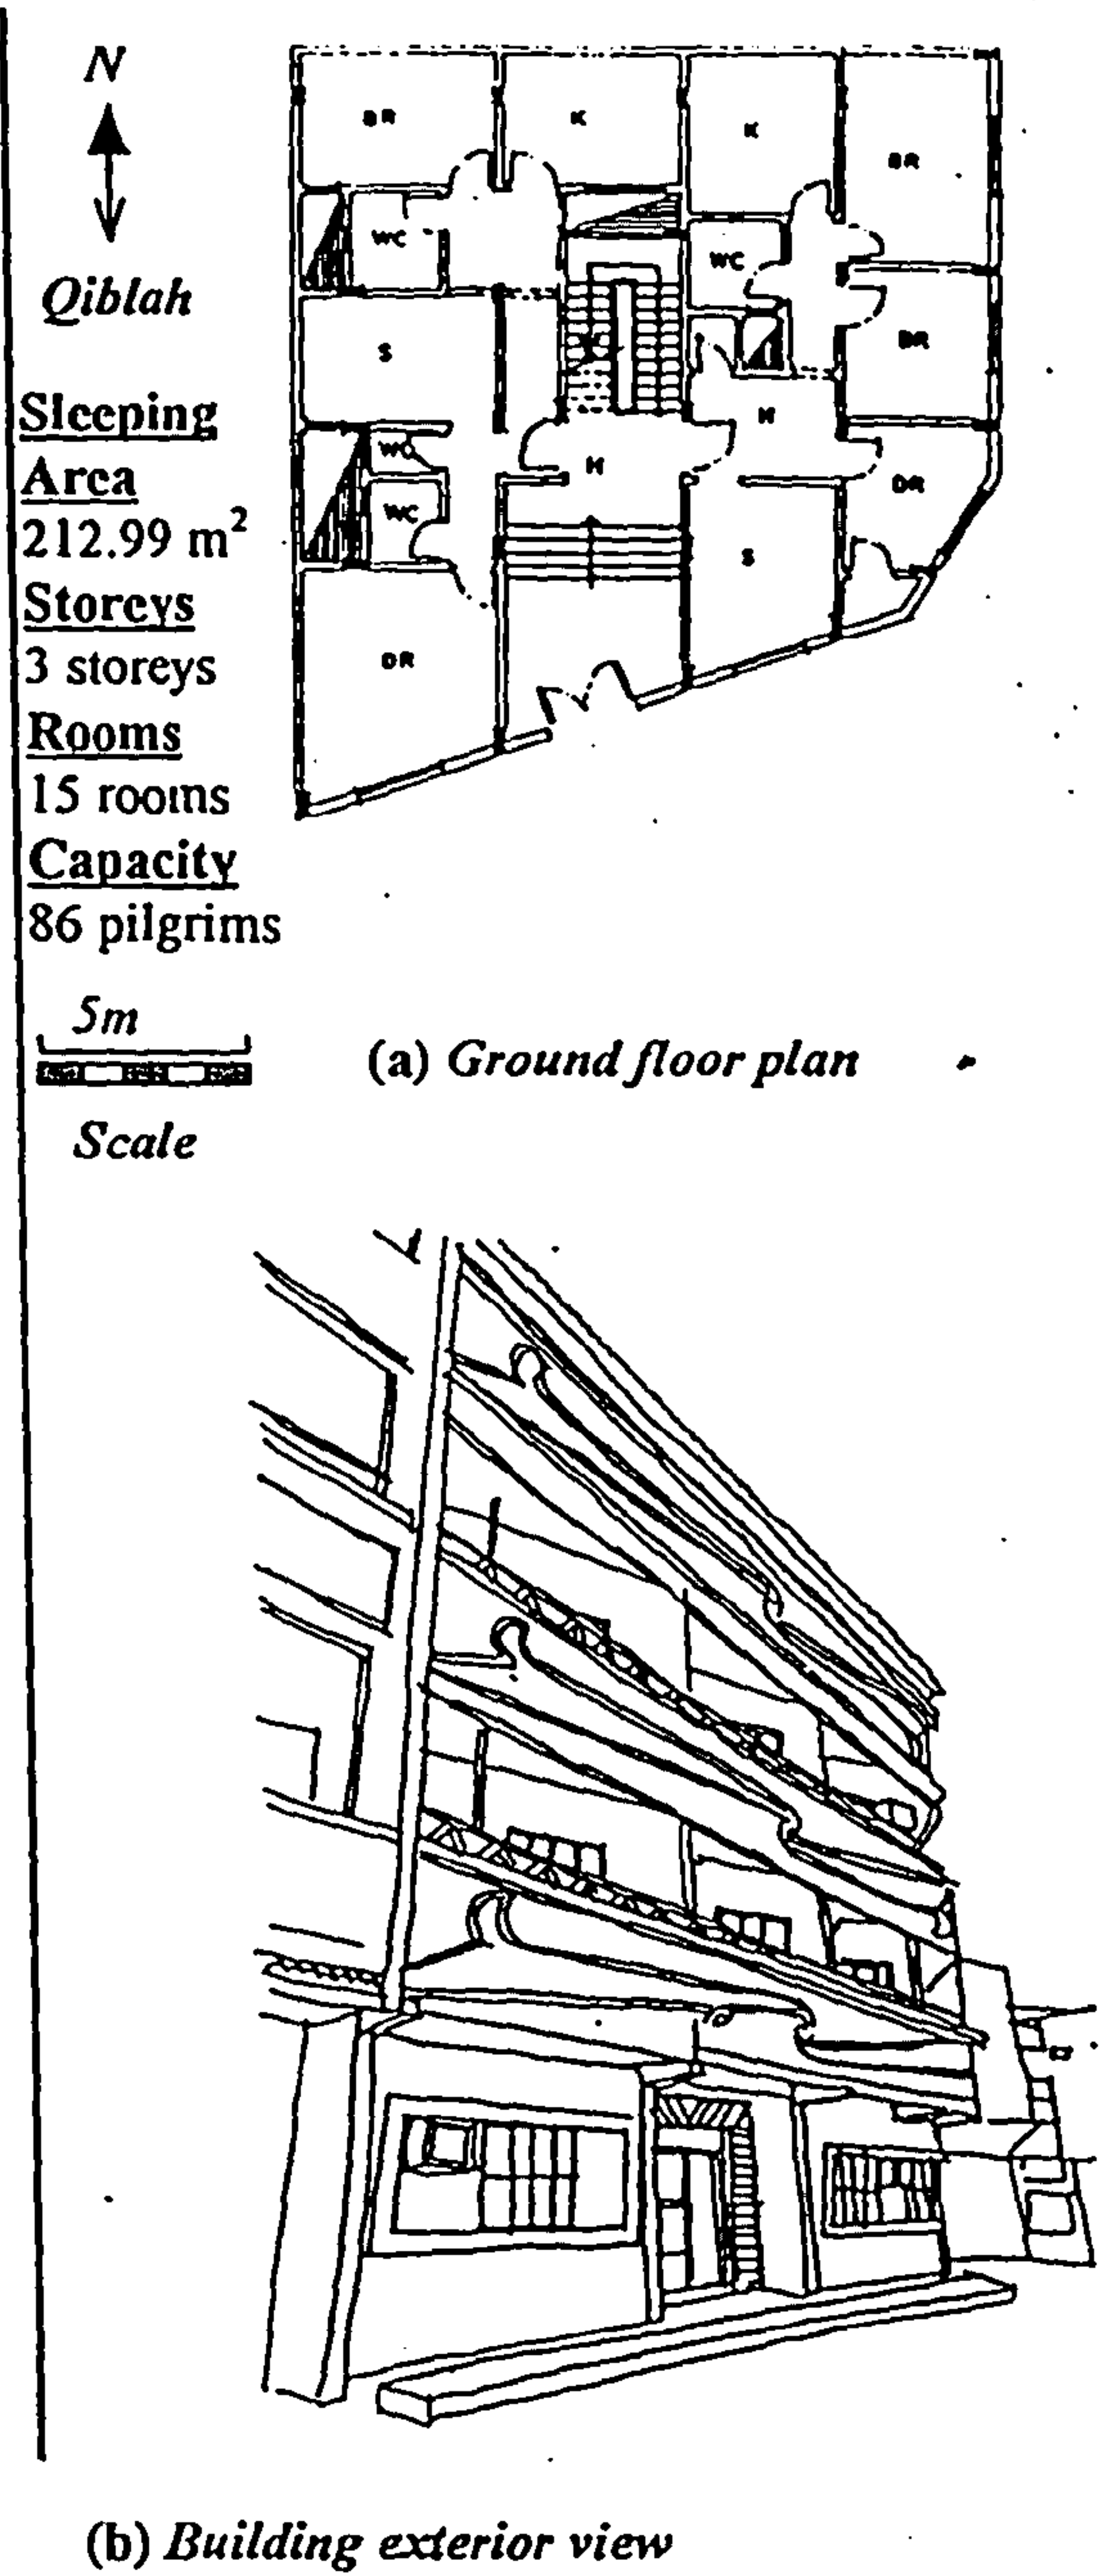 N
Qiblah
Sleeping
Area
212.99 m²
Storeys
3 storeys
Rooms
15 rooms
Capacity
86 pilgrims
5m
Scale
BR
K
K
BR
WC
WC
S
BR
H
WC
H
DR
WC
S
DR
(a) Ground floor plan
(b) Building exterior view